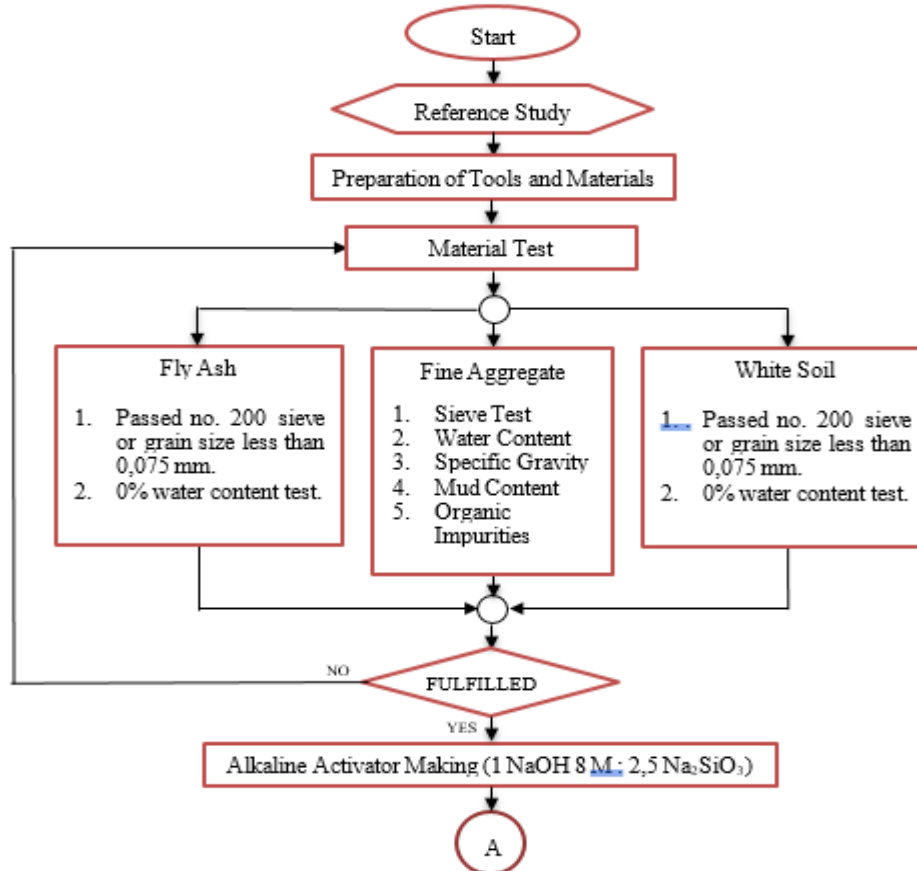 Start
Reference Study
Preparation of Tools and Materials
Material Test
Fly Ash
1. Passed no. 200 sieve
or grain size less than
0,075 mm.
2. 0% water content test.
Fine Aggregate
1. Sieve Test
2. Water Content
3. Specific Gravity
4. Mud Content
5. Organic
Impurities
White Soil
1. . Passed no. 200 sieve
or grain size less than
0,075 mm.
2. 0% water content test.
NO
FULFILLED
YES
Alkaline Activator Making (1 NaOH 8 M : 2,5 Na₂SiO₃)
A